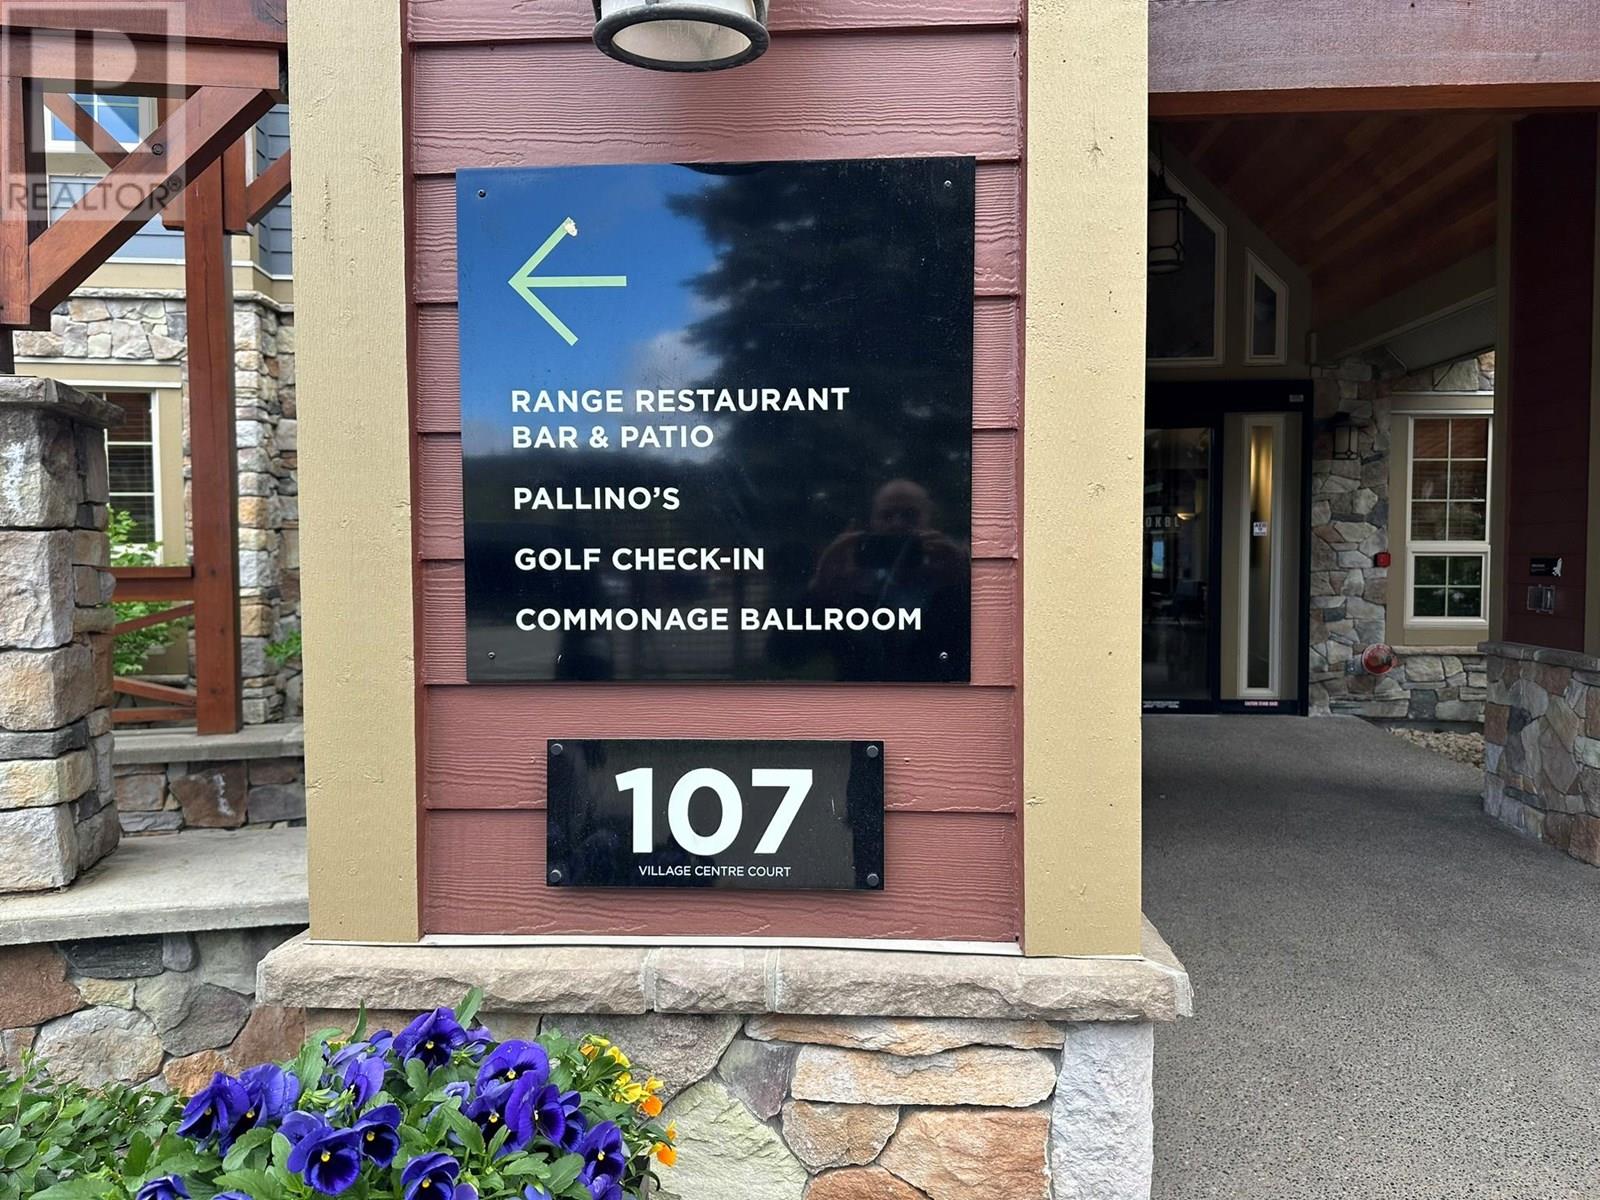 REALTOR®
RANGE RESTAURANT
BAR & PATIO
PALLINO'S
GOLF CHECK-IN
COMMONAGE BALLROOM
107
VILLAGE CENTRE COURT